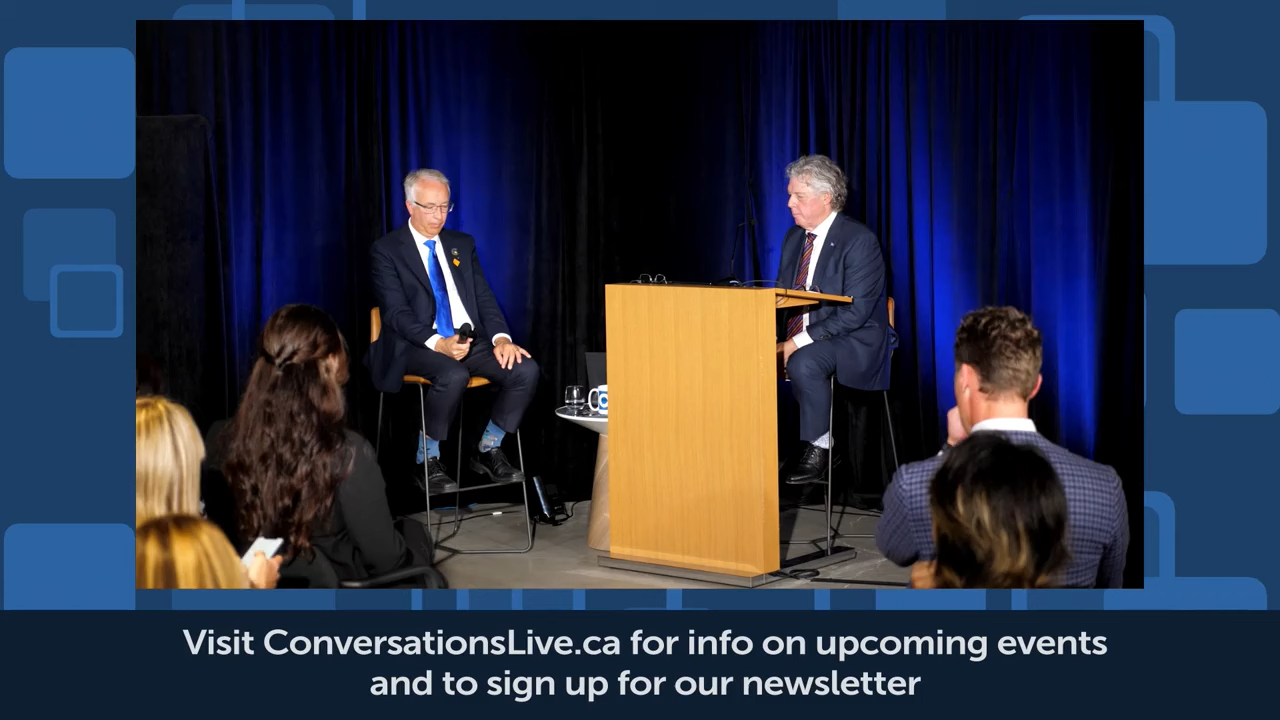 Visit ConversationsLive.ca for info on upcoming events
and to sign up for our newsletter